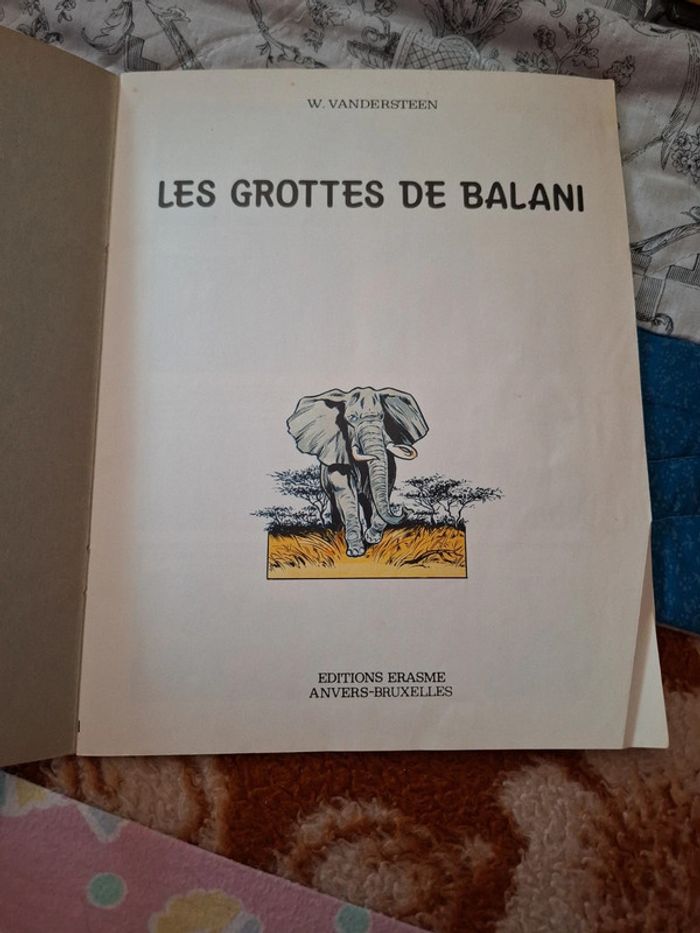 W. VANDERSTEEN
LES GROTTES DE BALANI
EDITIONS ERASME
ANVERS-BRUXELLES